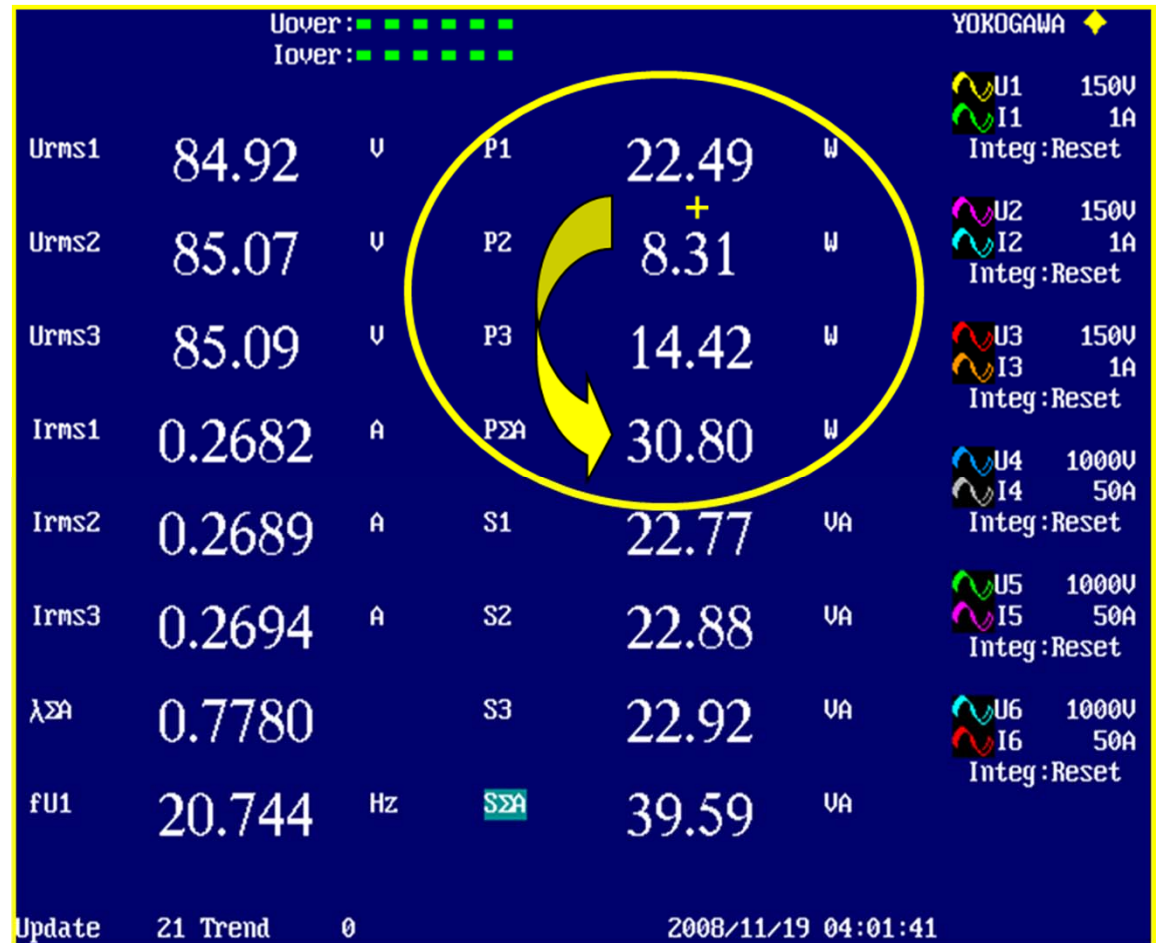 Uover:
YOKOGAWA
Iover:
U1 150V
I1 1A
Integ:Reset
Urms1 84.92 V P1 22.49 W
+
U2 150V
I2 1A
Integ:Reset
Urms2 85.07 V P2 8.31 W
U3 150V
I3 1A
Integ:Reset
Urms3 85.09 V P3 14.42 W
Irms1 0.2682 A PΣA 30.80 W
U4 1000V
I4 50A
Integ:Reset
Irms2 0.2689 A S1 22.77 VA
U5 1000V
I5 50A
Integ:Reset
Irms3 0.2694 A S2 22.88 VA
λΣA 0.7780 S3 22.92 VA
U6 1000V
I6 50A
Integ:Reset
fU1 20.744 Hz SΣA 39.59 VA
Update 21 Trend 0 2008/11/19 04:01:41